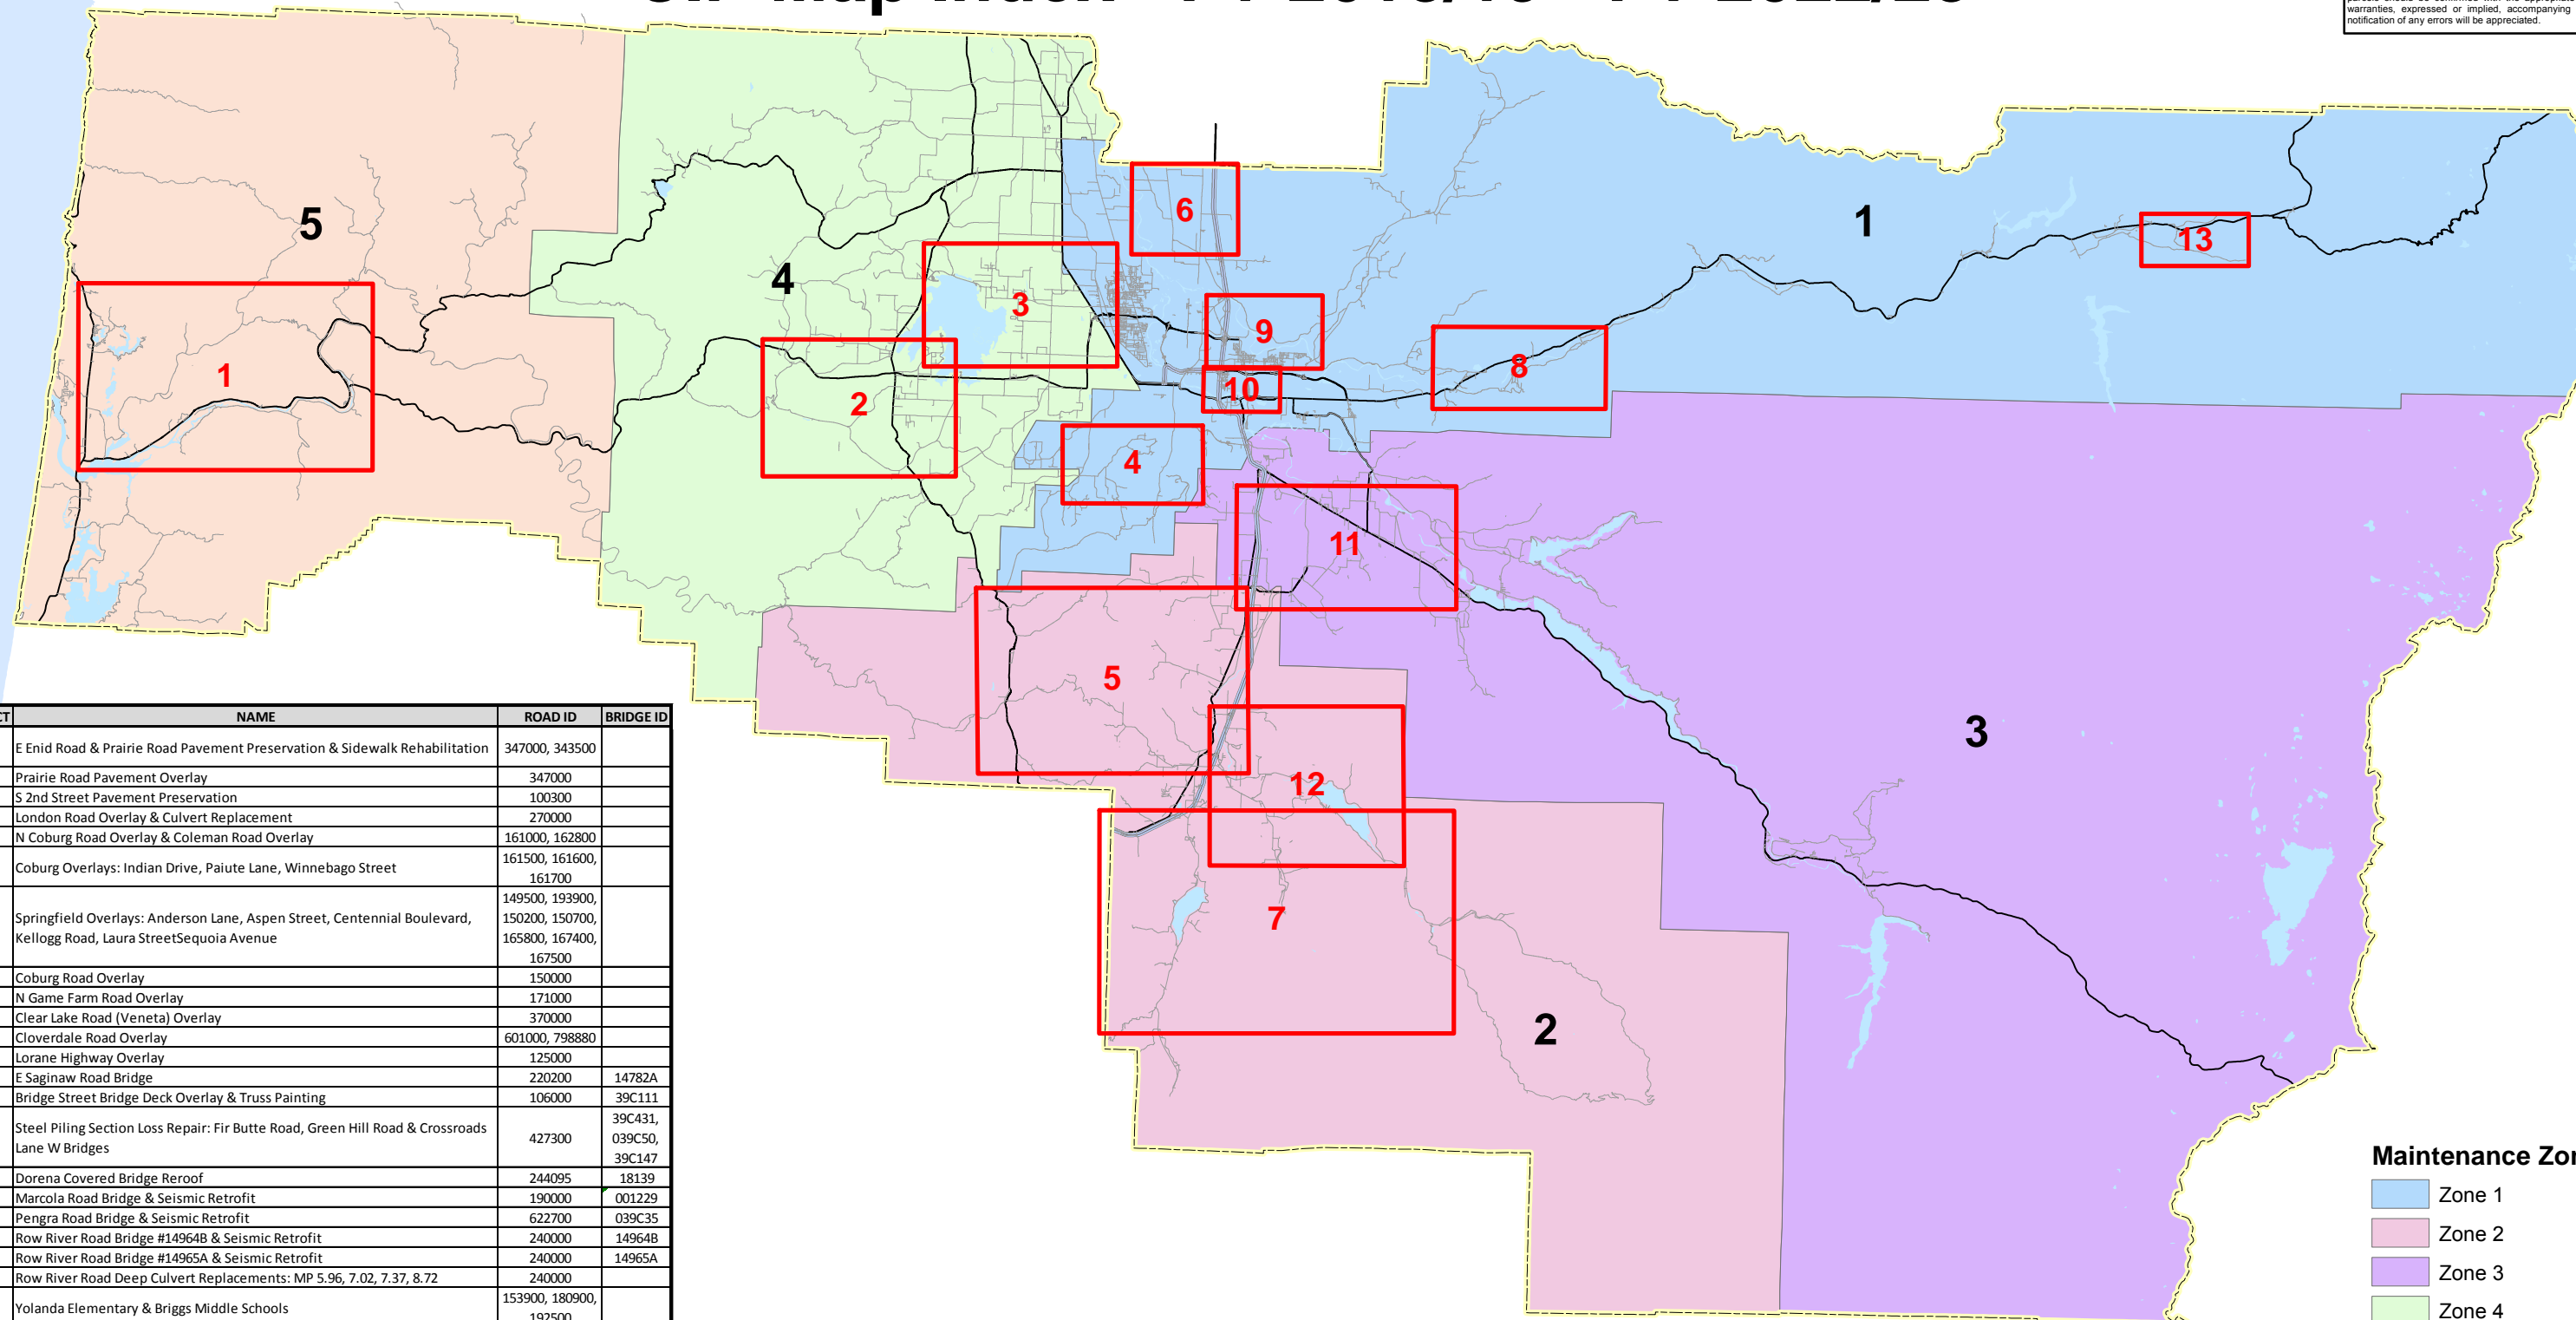 warranties, expressed or implied, accompanying
notification of any errors will be appreciated.
5
4
1
6
13
3
9
1
8
2
10
4
11
5
3
12
7
2
CT NAME ROAD ID BRIDGE ID
E Enid Road & Prairie Road Pavement Preservation & Sidewalk Rehabilitation 347000, 343500
Prairie Road Pavement Overlay 347000
S 2nd Street Pavement Preservation 100300
London Road Overlay & Culvert Replacement 270000
N Coburg Road Overlay & Coleman Road Overlay 161000, 162800
Coburg Overlays: Indian Drive, Paiute Lane, Winnebago Street 161500, 161600,
161700
149500, 193900,
Springfield Overlays: Anderson Lane, Aspen Street, Centennial Boulevard, 150200, 150700,
Kellogg Road, Laura StreetSequoia Avenue 165800, 167400,
167500
Coburg Road Overlay 150000
N Game Farm Road Overlay 171000
Clear Lake Road (Veneta) Overlay 370000
Cloverdale Road Overlay 601000, 798880
Lorane Highway Overlay 125000
E Saginaw Road Bridge 220200 14782A
Bridge Street Bridge Deck Overlay & Truss Painting 106000 39C111
Steel Piling Section Loss Repair: Fir Butte Road, Green Hill Road & Crossroads 427300 39C431,
Lane W Bridges 039C50,
39C147
Dorena Covered Bridge Reroof 244095 18139
Marcola Road Bridge & Seismic Retrofit 190000 001229
Pengra Road Bridge & Seismic Retrofit 622700 039C35
Row River Road Bridge #14964B & Seismic Retrofit 240000 14964B
Row River Road Bridge #14965A & Seismic Retrofit 240000 14965A
Row River Road Deep Culvert Replacements: MP 5.96, 7.02, 7.37, 8.72 240000
Yolanda Elementary & Briggs Middle Schools 153900, 180900,
192500
Maintenance Zon
Zone 1
Zone 2
Zone 3
Zone 4